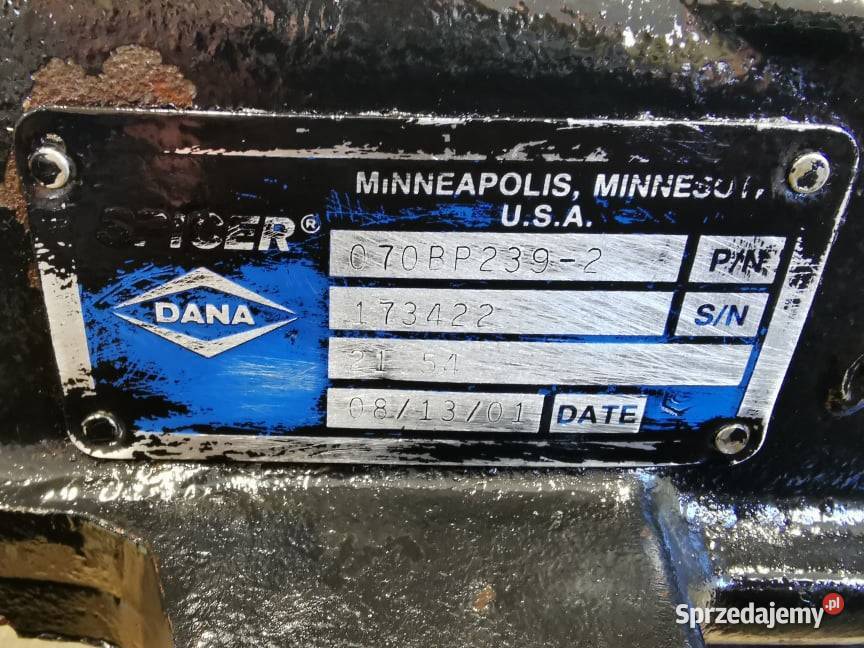 MINNEAPOLIS, MINNESOT
U.S.A.
SPICER®
070BP239-2 P/N
DANA
173422 S/N
21 54
08/13/01 DATE
Sprzedajemy.pl